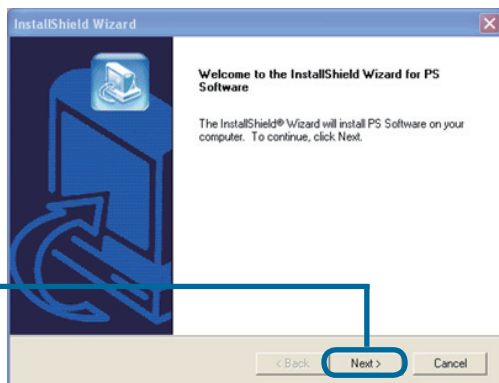 InstallShield Wizard
Welcome to the InstallShield Wizard for PS
Software
The InstallShield® Wizard will install PS Software on your
computer. To continue, click Next.
< Back
Next >
Cancel